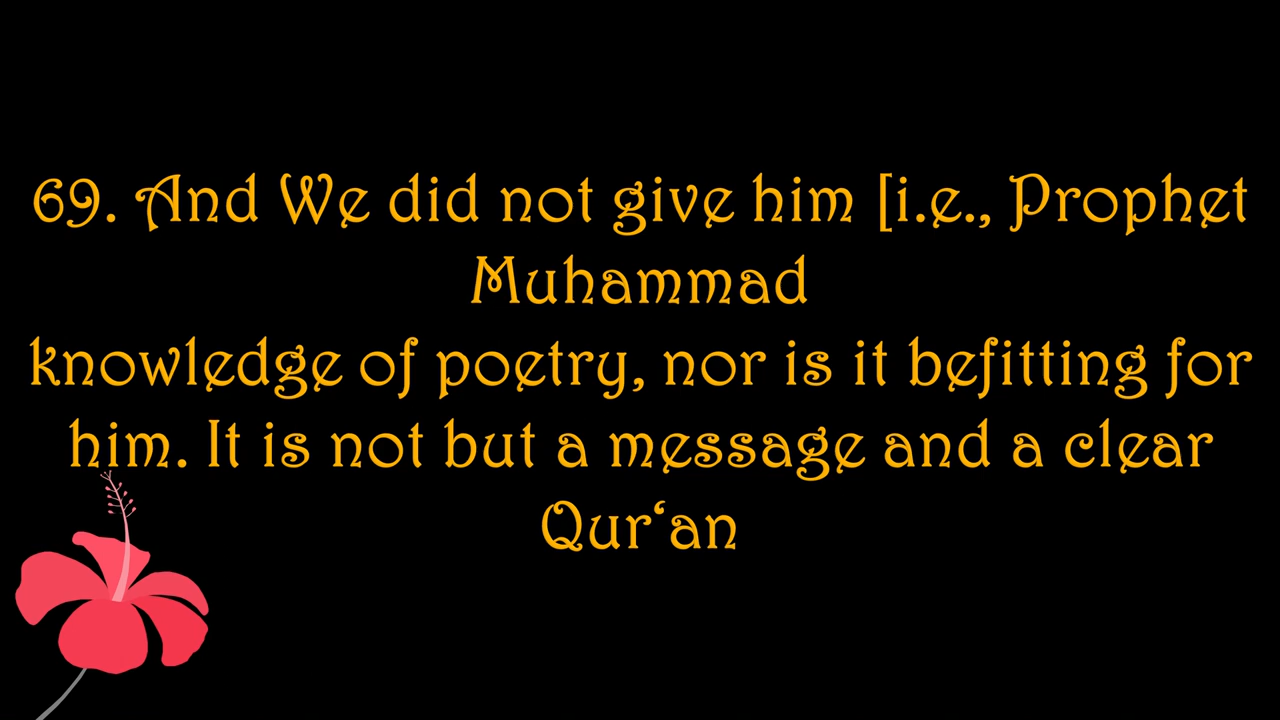 69. And We did not give him [i.e., Prophet
Muhammad
knowledge of poetry, nor is it befitting for
him. It is not but a message and a clear
Qur‘an